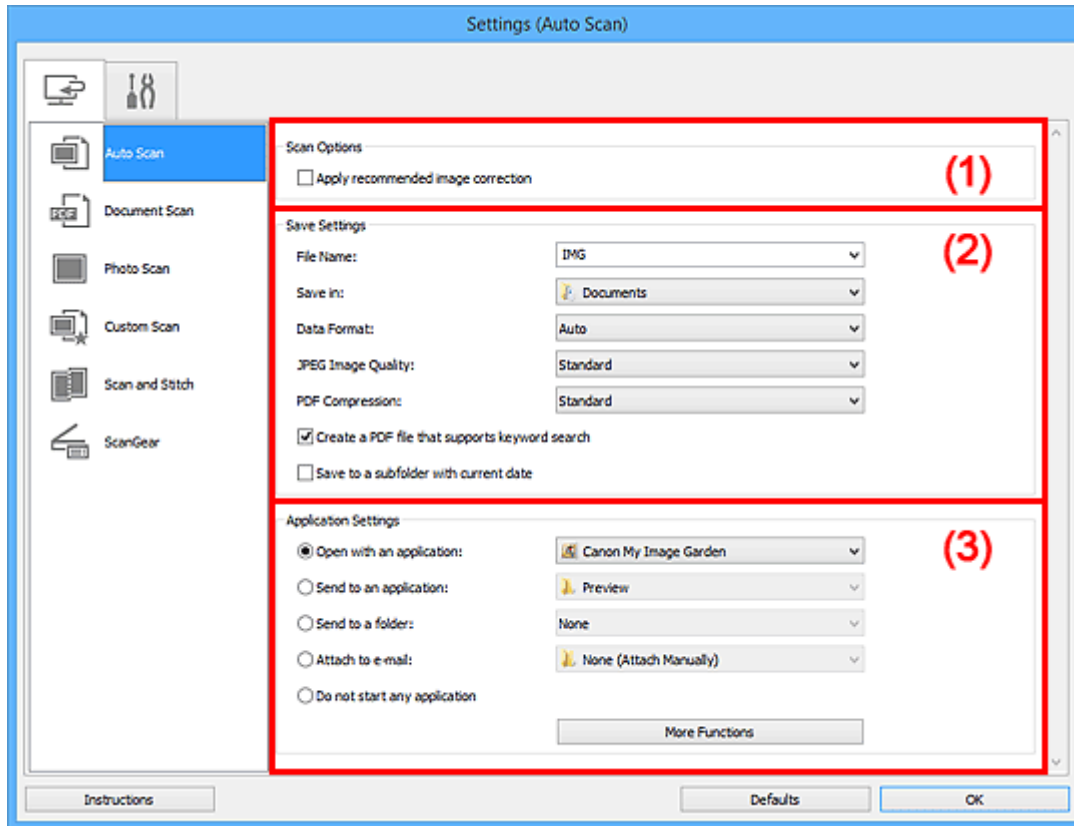 Settings (Auto Scan)
Auto Scan
Document Scan
PDF
Photo Scan
Custom Scan
Scan and Stitch
ScanGear
Scan Options
(1)
Apply recommended image correction
Save Settings
(2)
File Name: IMG
Save in: Documents
Data Format: Auto
JPEG Image Quality: Standard
PDF Compression: Standard
Create a PDF file that supports keyword search
Save to a subfolder with current date
Application Settings
(3)
Open with an application: Canon My Image Garden
Send to an application: Preview
Send to a folder: None
Attach to e-mail: None (Attach Manually)
Do not start any application
More Functions
Instructions Defaults OK